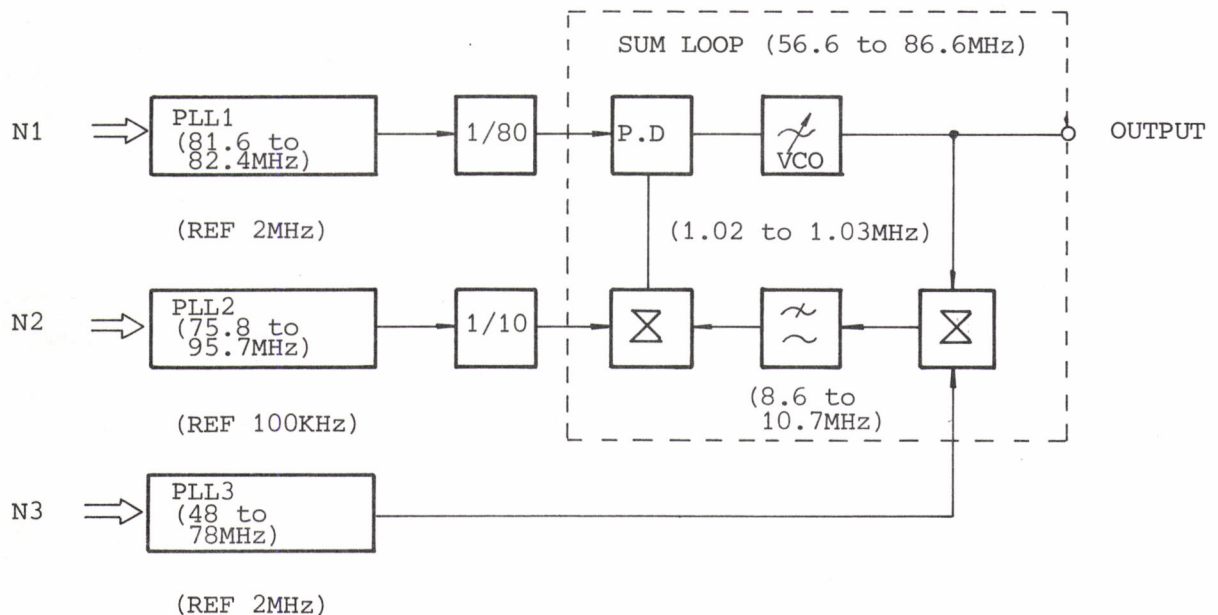 SUM LOOP (56.6 to 86.6MHz)
N1
PLL1
(81.6 to
82.4MHz)
1/80
P.D
VCO
OUTPUT
(REF 2MHz)
(1.02 to 1.03MHz)
N2
PLL2
(75.8 to
95.7MHz)
1/10
(8.6 to
10.7MHz)
(REF 100KHz)
N3
PLL3
(48 to
78MHz)
(REF 2MHz)